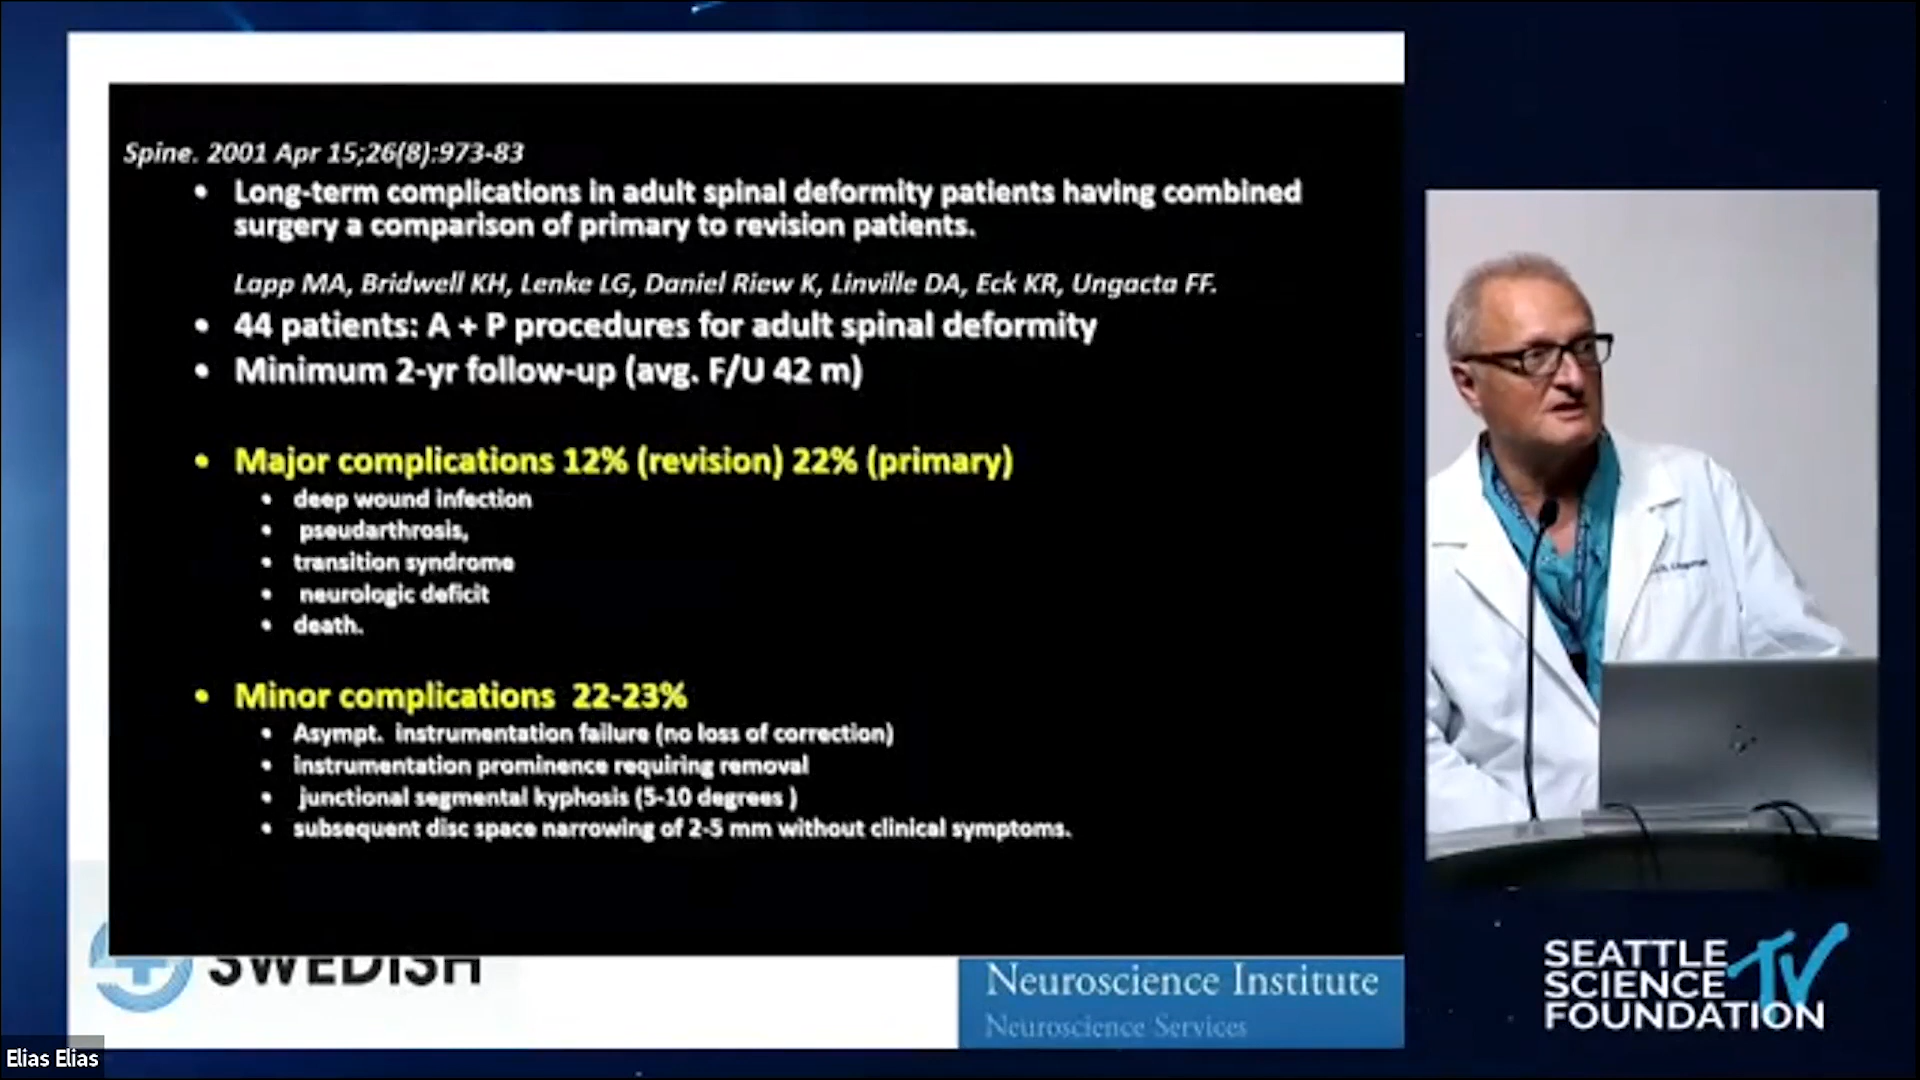 Spine. 2001 Apr 15;26(8):973-83
• Long-term complications in adult spinal deformity patients having combined
surgery a comparison of primary to revision patients.
Lapp MA, Bridwell KH, Lenke LG, Daniel Riew K, Linville DA, Eck KR, Ungacta FF.
• 44 patients: A + P procedures for adult spinal deformity
• Minimum 2-yr follow-up (avg. F/U 42 m)
• Major complications 12% (revision) 22% (primary)
• deep wound infection
• pseudarthrosis,
• transition syndrome
• neurologic deficit
• death.
• Minor complications 22-23%
• Asympt. instrumentation failure (no loss of correction)
• instrumentation prominence requiring removal
• junctional segmental kyphosis (5-10 degrees )
• subsequent disc space narrowing of 2-5 mm without clinical symptoms.
SWEDISH
Neuroscience Institute
Neuroscience Services
SEATTLE
SCIENCE TV
FOUNDATION
Elias Elias